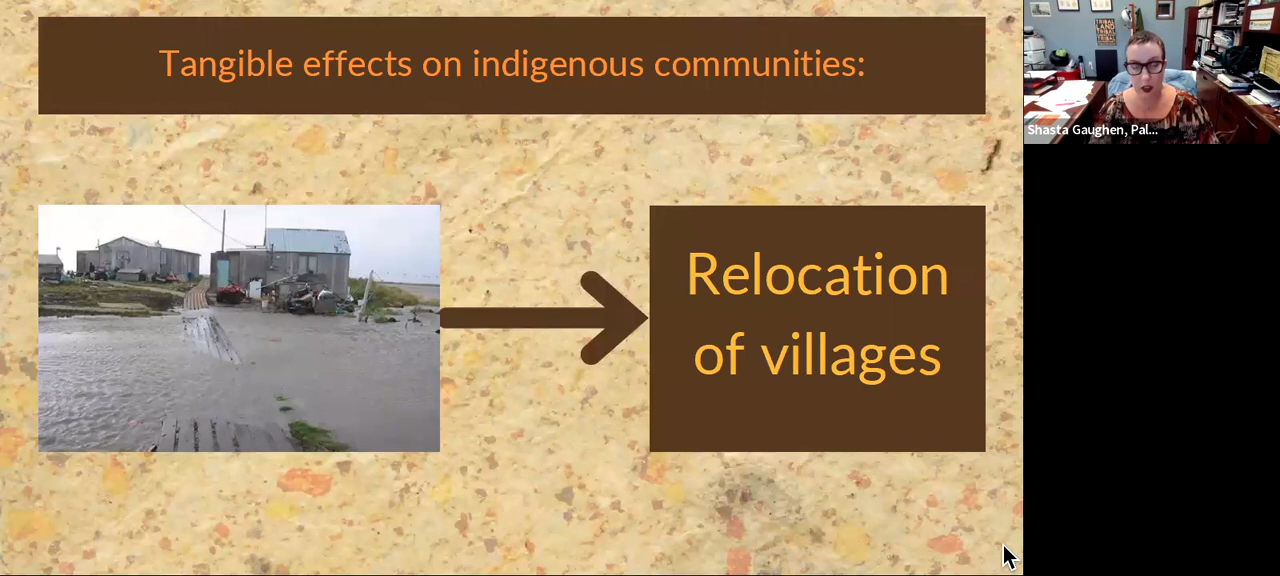 Tangible effects on indigenous communities:
Relocation
of villages
Shasta Gaughen, Pal...